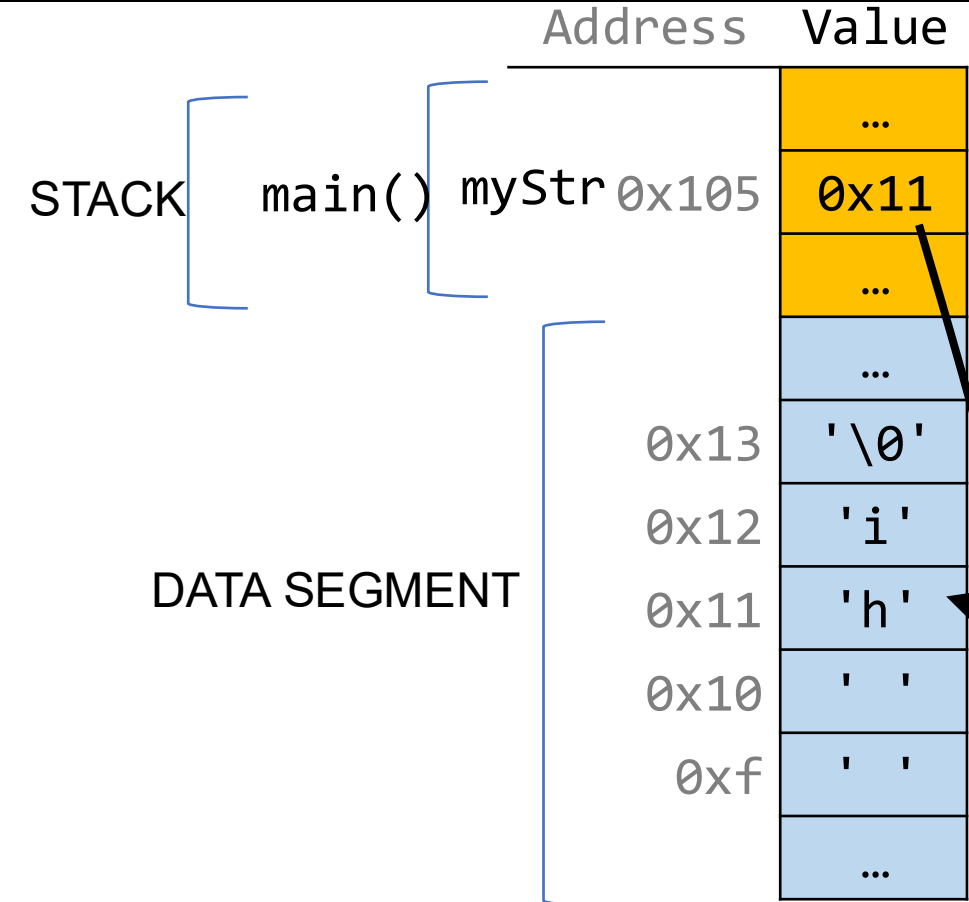 Address Value
…
STACK main() myStr 0x105 0x11
…
…
0x13 '\0'
0x12 'i'
DATA SEGMENT
0x11 'h'
0x10 ' '
0xf ' '
…